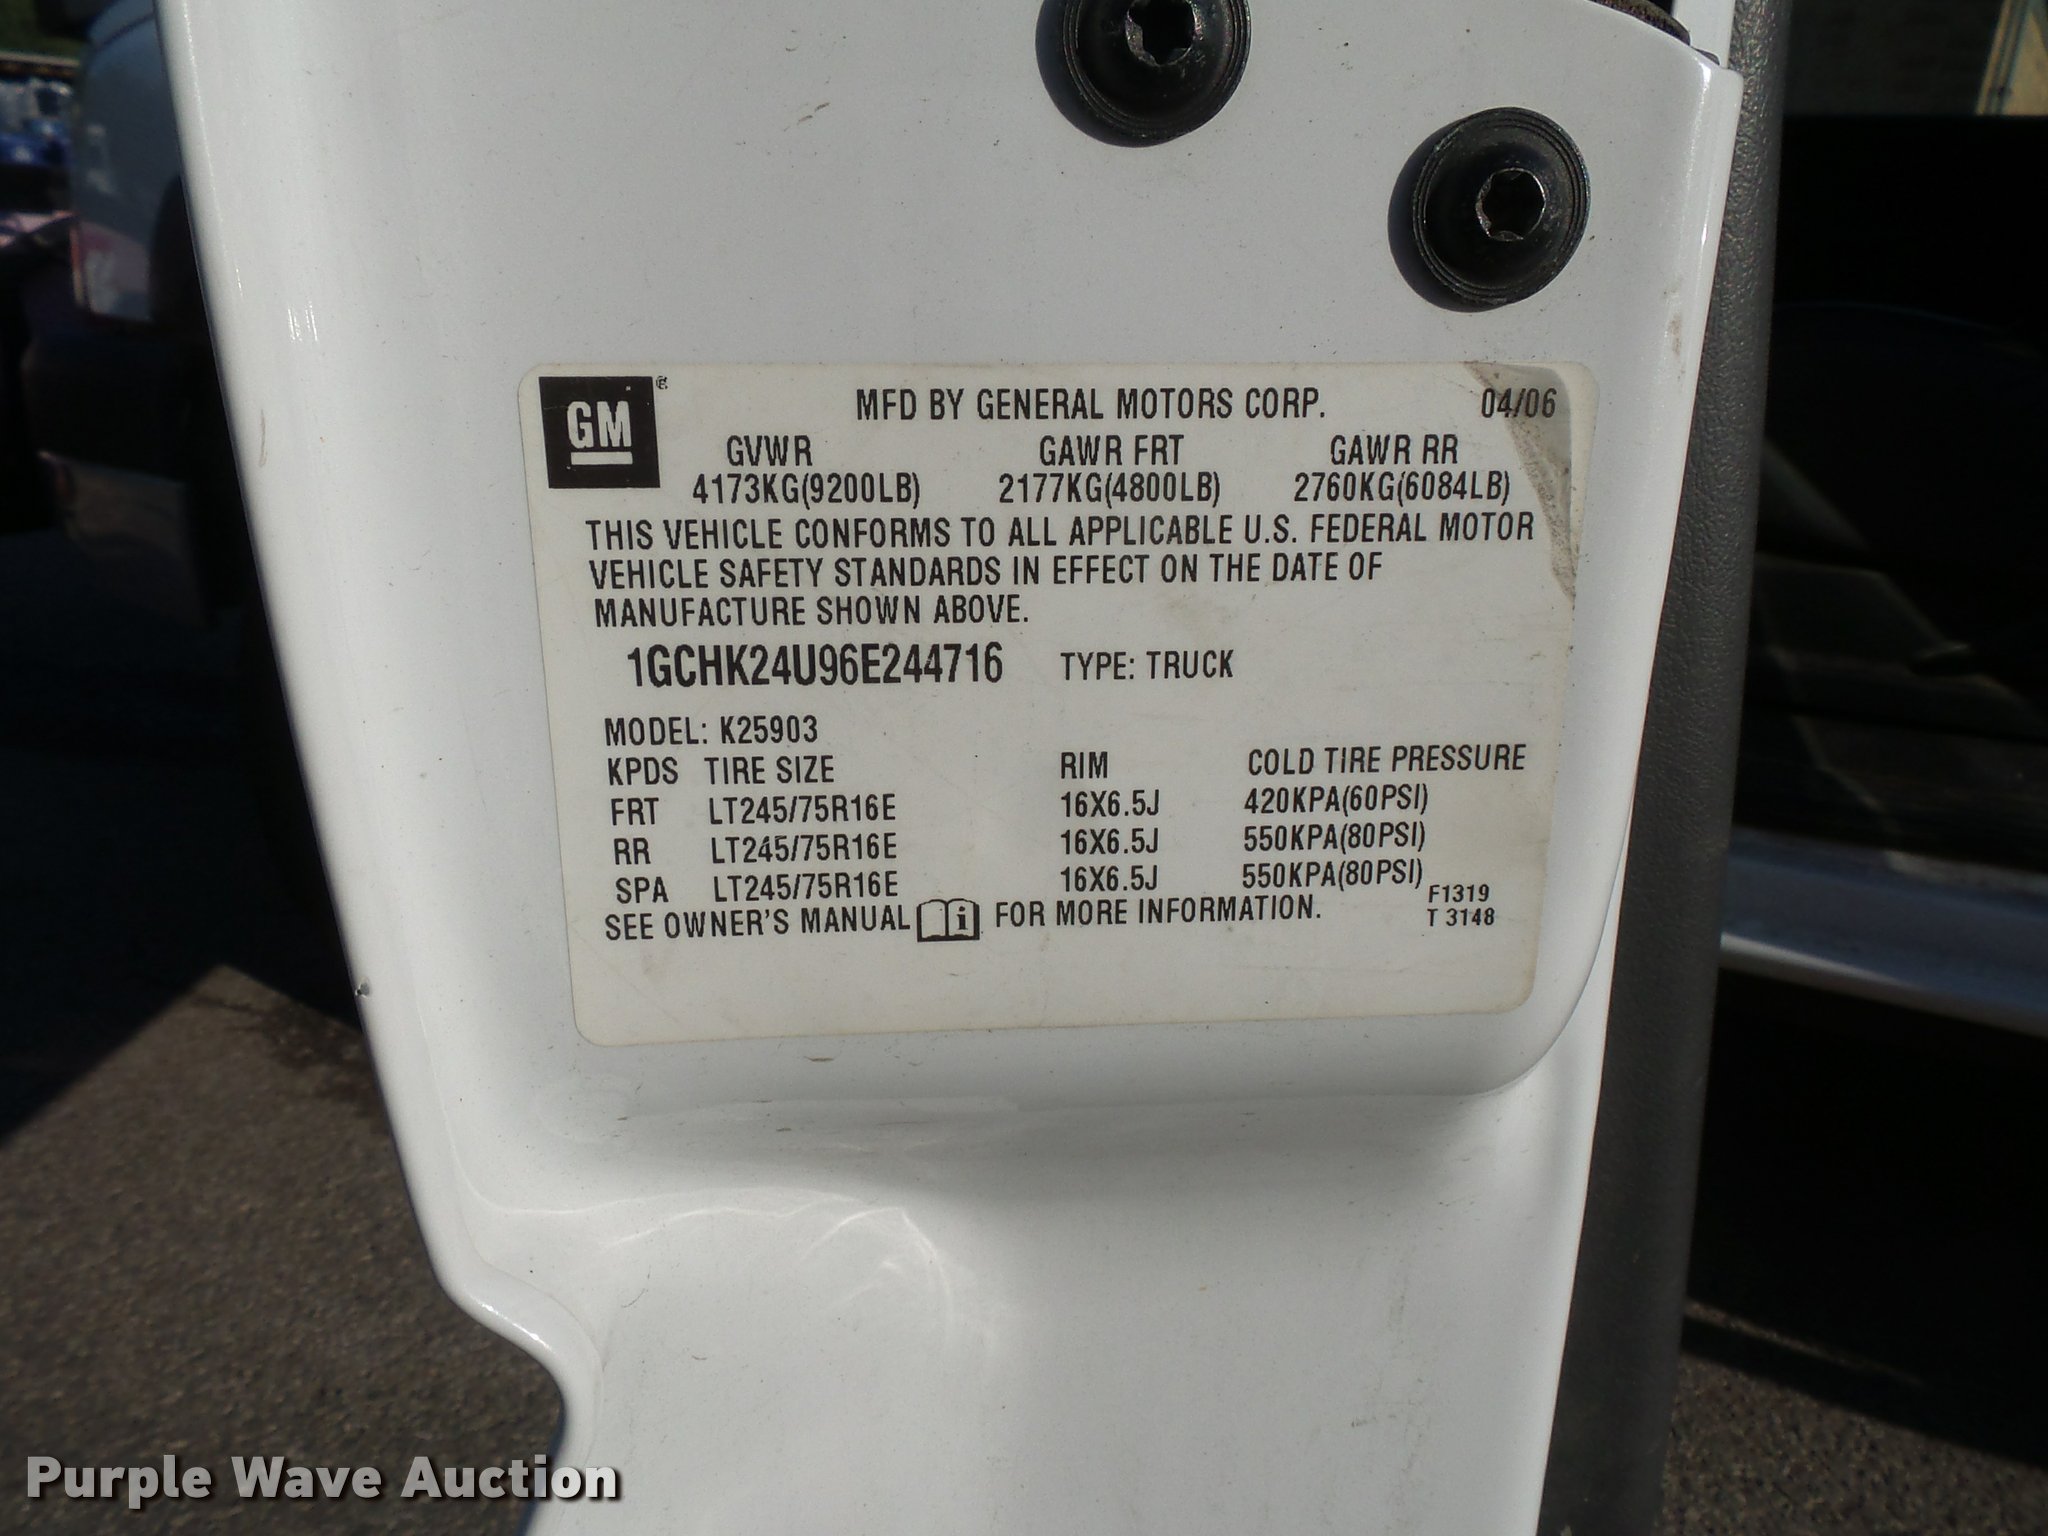 GM ® MFD BY GENERAL MOTORS CORP. 04/06
GVWR GAWR FRT GAWR RR
4173KG(9200LB) 2177KG(4800LB) 2760KG(6084LB)
THIS VEHICLE CONFORMS TO ALL APPLICABLE U.S. FEDERAL MOTOR
VEHICLE SAFETY STANDARDS IN EFFECT ON THE DATE OF
MANUFACTURE SHOWN ABOVE.
1GCHK24U96E244716 TYPE: TRUCK
MODEL: K25903
KPDS TIRE SIZE RIM COLD TIRE PRESSURE
FRT LT245/75R16E 16X6.5J 420KPA(60PSI)
RR LT245/75R16E 16X6.5J 550KPA(80PSI)
SPA LT245/75R16E 16X6.5J 550KPA(80PSI)
SEE OWNER'S MANUAL i FOR MORE INFORMATION.
F1319
T 3148
Purple Wave Auction